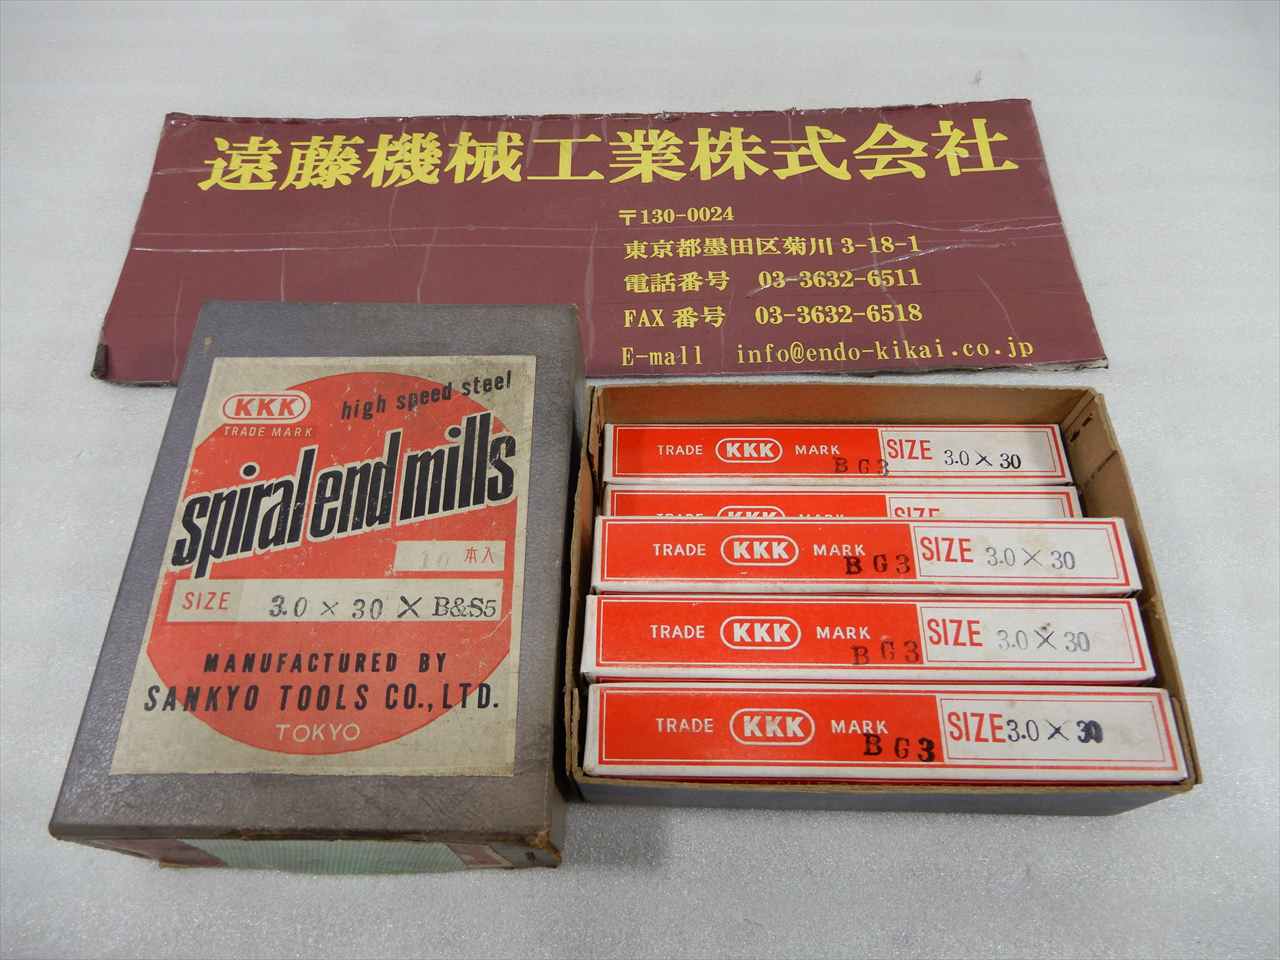 遠藤機械工業株式会社
〒130-0024
東京都墨田区菊川 3-18-1
電話番号 03-3632-6511
FAX 番号 03-3632-6518
E-mall info@endo-kikai.co.jp
KKK
TRADE MARK
high speed steel
spiral end mills
10 本入
SIZE 3.0 × 30 × B&S5
MANUFACTURED BY
SANKYO TOOLS CO., LTD.
TOKYO
TRADE KKK MARK SIZE 3.0 × 30
BG3
KKK SIZE
TRADE KKK MARK SIZE 3.0 × 30
BG3
TRADE KKK MARK SIZE 3.0 × 30
BG3
TRADE KKK MARK SIZE 3.0 × 30
BG3